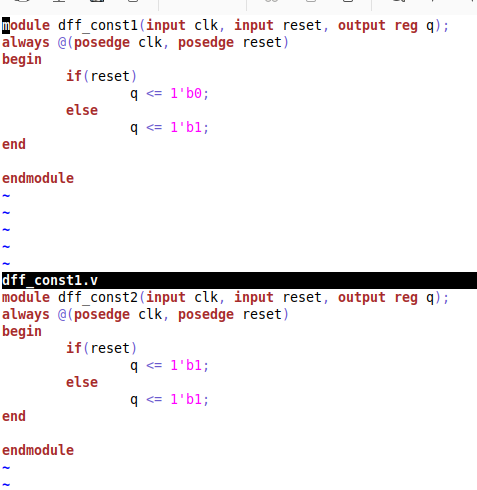 module dff_const1(input clk, input reset, output reg q);
always @(posedge clk, posedge reset)
begin
        if(reset)
                q <= 1'b0;
        else
                q <= 1'b1;
end

endmodule
~
~
~
~
~
dff_const1.v
module dff_const2(input clk, input reset, output reg q);
always @(posedge clk, posedge reset)
begin
        if(reset)
                q <= 1'b1;
        else
                q <= 1'b1;
end

endmodule
~
~